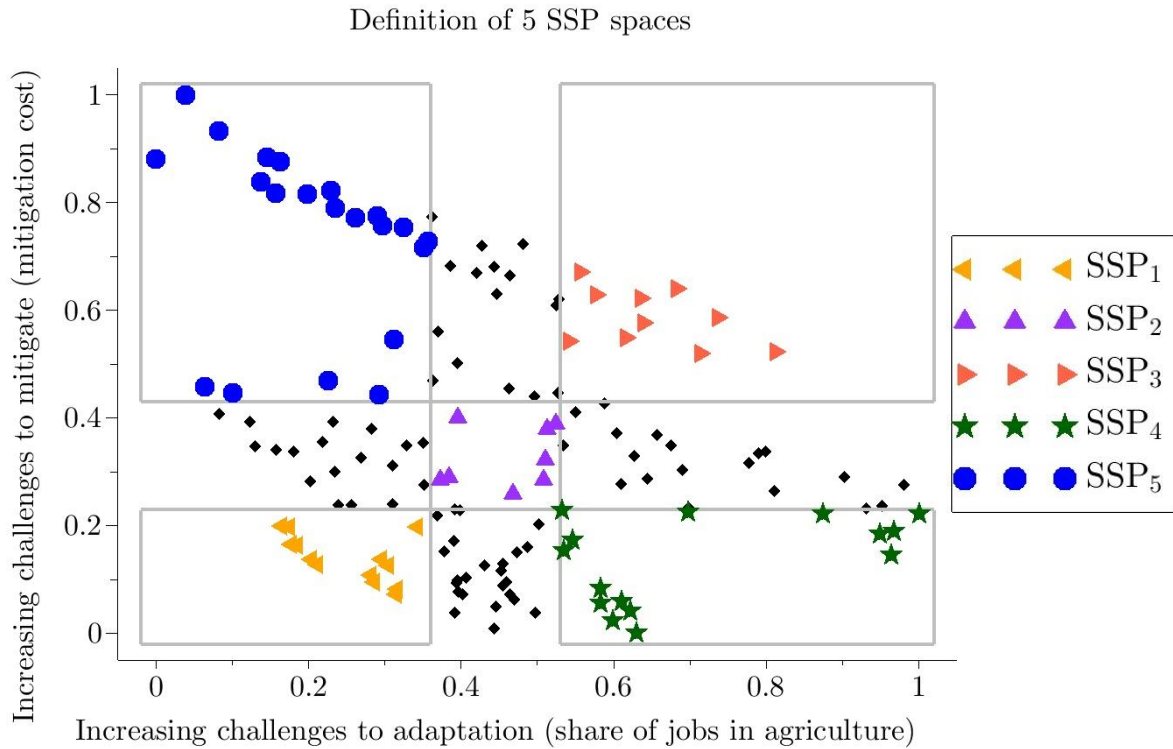 Definition of 5 SSP spaces
Increasing challenges to mitigate (mitigation cost)
1
0.8
0.6
0.4
0.2
0
0
0.2
0.4
0.6
0.8
1
Increasing challenges to adaptation (share of jobs in agriculture)
SSP₁
SSP₂
SSP₃
SSP₄
SSP₅